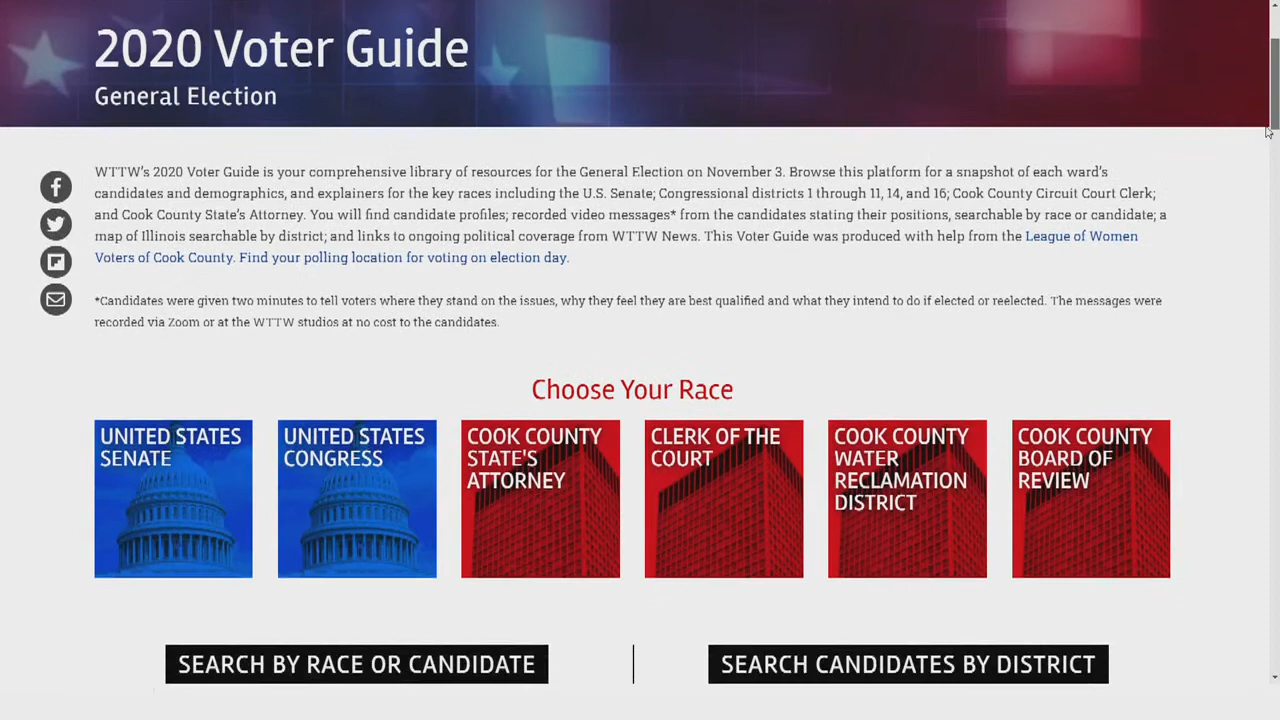 2020 Voter Guide
General Election
WTTW's 2020 Voter Guide is your comprehensive library of resources for the General Election on November 3. Browse this platform for a snapshot of each ward's
candidates and demographics, and explainers for the key races including the U.S. Senate; Congressional districts 1 through 11, 14, and 16; Cook County Circuit Court Clerk;
and Cook County State's Attorney. You will find candidate profiles; recorded video messages* from the candidates stating their positions, searchable by race or candidate; a
map of Illinois searchable by district; and links to ongoing political coverage from WTTW News. This Voter Guide was produced with help from the League of Women
Voters of Cook County. Find your polling location for voting on election day.
*Candidates were given two minutes to tell voters where they stand on the issues, why they feel they are best qualified and what they intend to do if elected or reelected. The messages were
recorded via Zoom or at the WTTW studios at no cost to the candidates.
Choose Your Race
UNITED STATES
SENATE
UNITED STATES
CONGRESS
COOK COUNTY
STATE'S
ATTORNEY
CLERK OF THE
COURT
COOK COUNTY
WATER
RECLAMATION
DISTRICT
COOK COUNTY
BOARD OF
REVIEW
SEARCH BY RACE OR CANDIDATE
SEARCH CANDIDATES BY DISTRICT